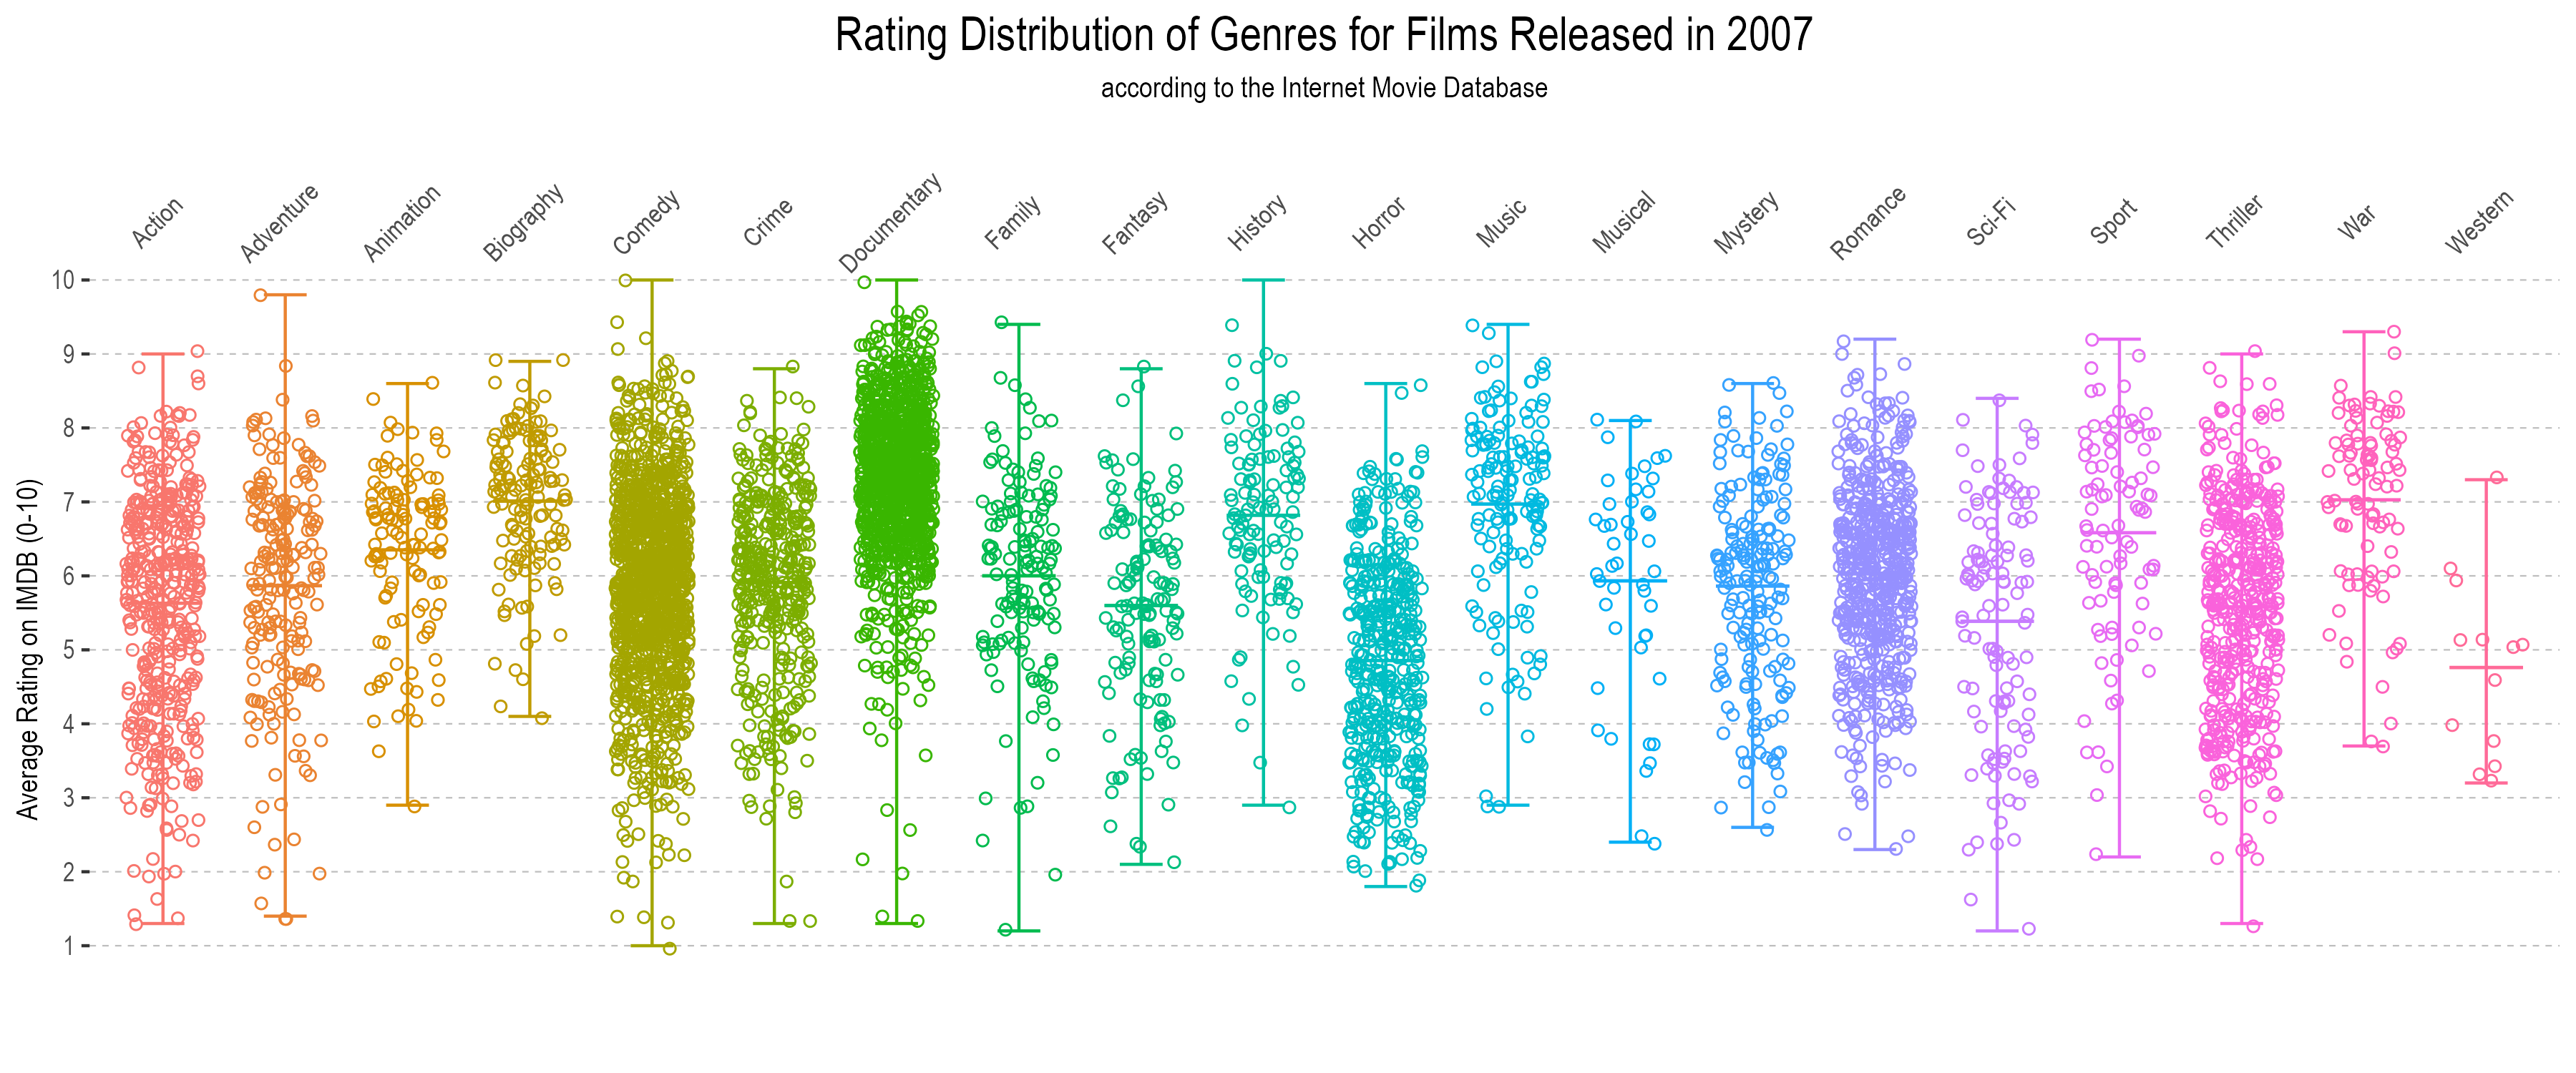 Rating Distribution of Genres for Films Released in 2007
according to the Internet Movie Database
Action
Adventure
Animation
Biography
Comedy
Crime
Documentary
Family
Fantasy
History
Horror
Music
Musical
Mystery
Romance
Sci-Fi
Sport
Thriller
War
Western
Average Rating on IMDB (0-10)
10
9
8
7
6
5
4
3
2
1